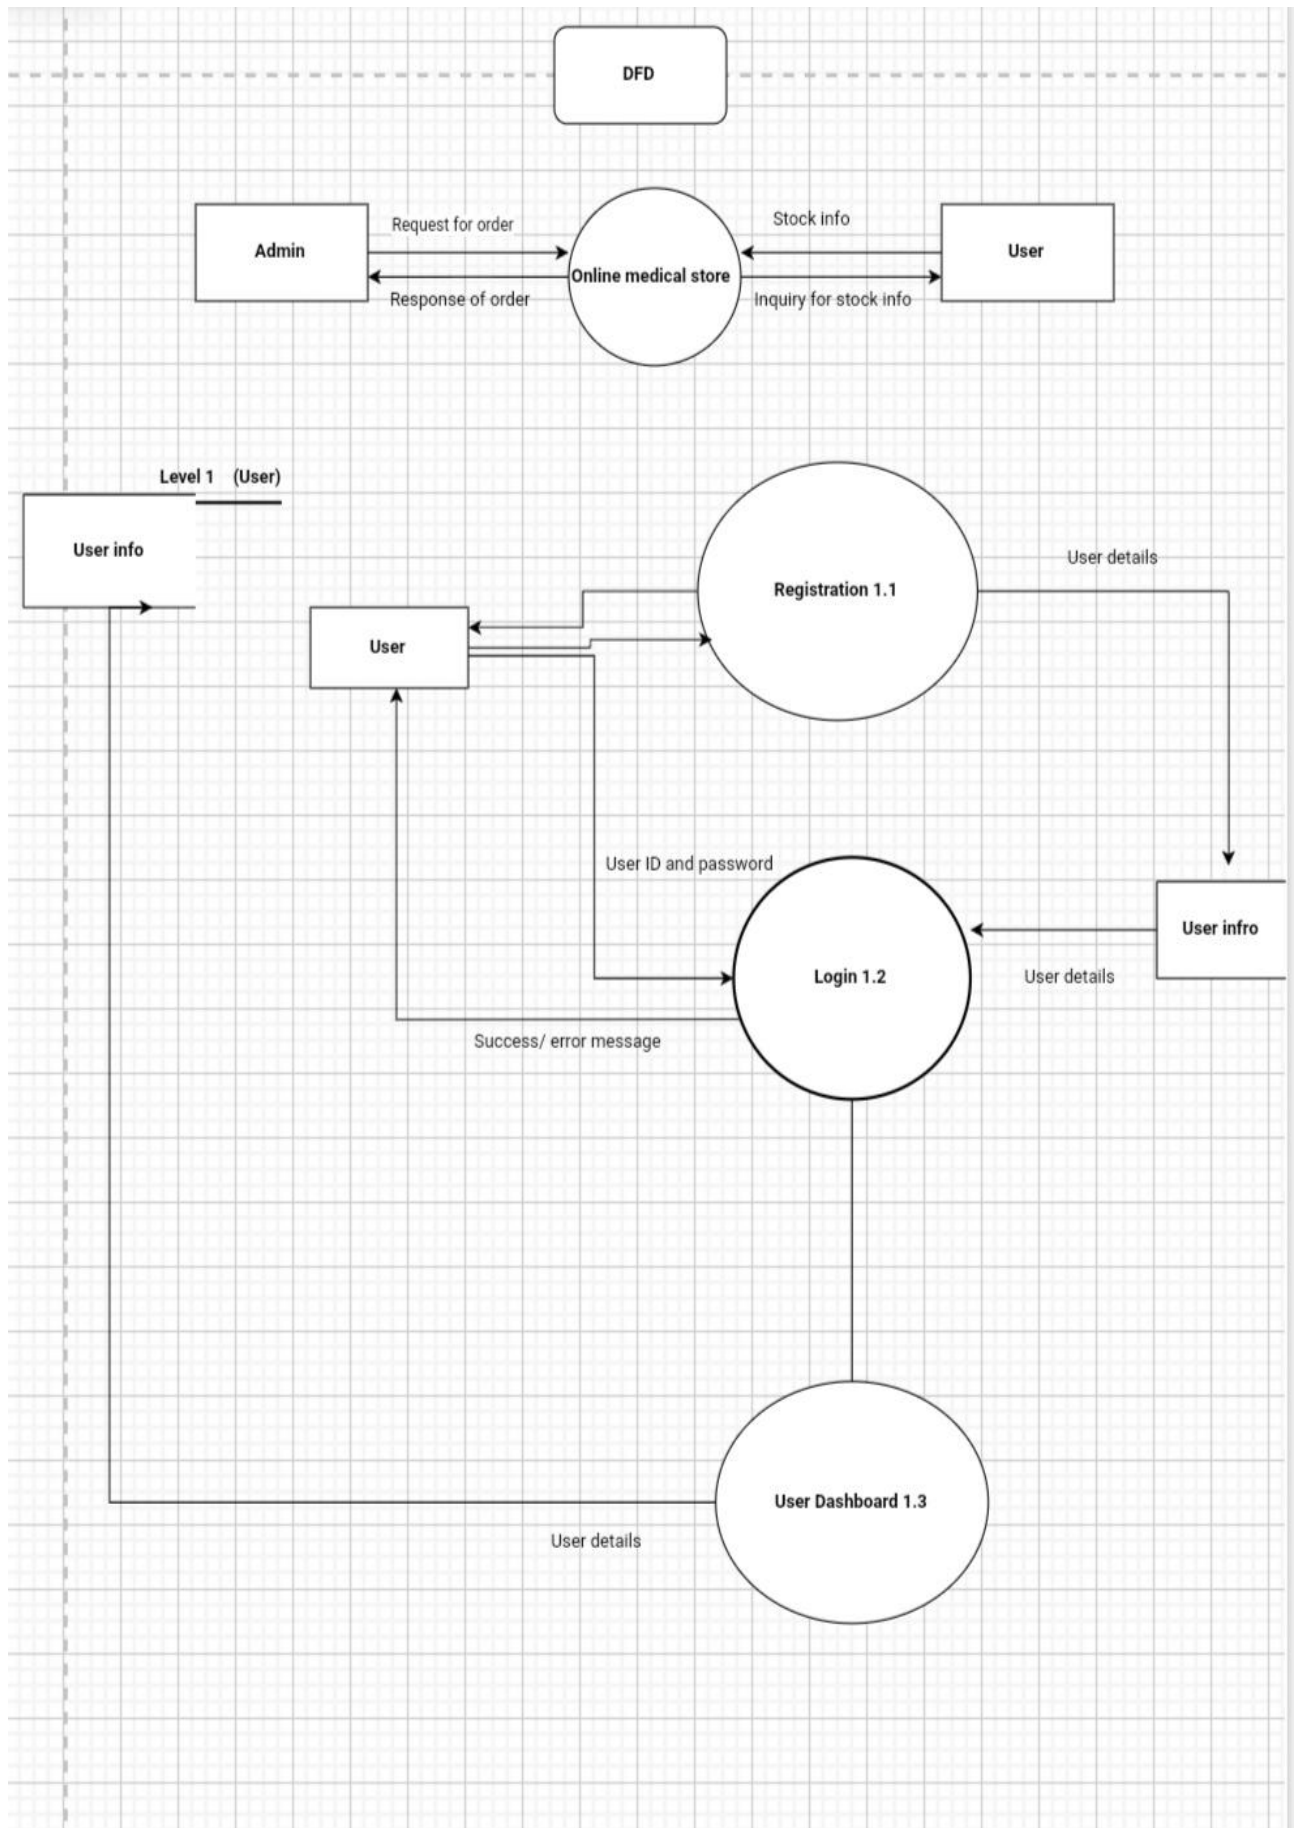 DFD
Request for order
Stock info
Admin
User
Online medical store
Response of order
Inquiry for stock info
Level 1 (User)
User info
User details
Registration 1.1
User
User ID and password
User infro
Login 1.2
User details
Success/ error message
User Dashboard 1.3
User details